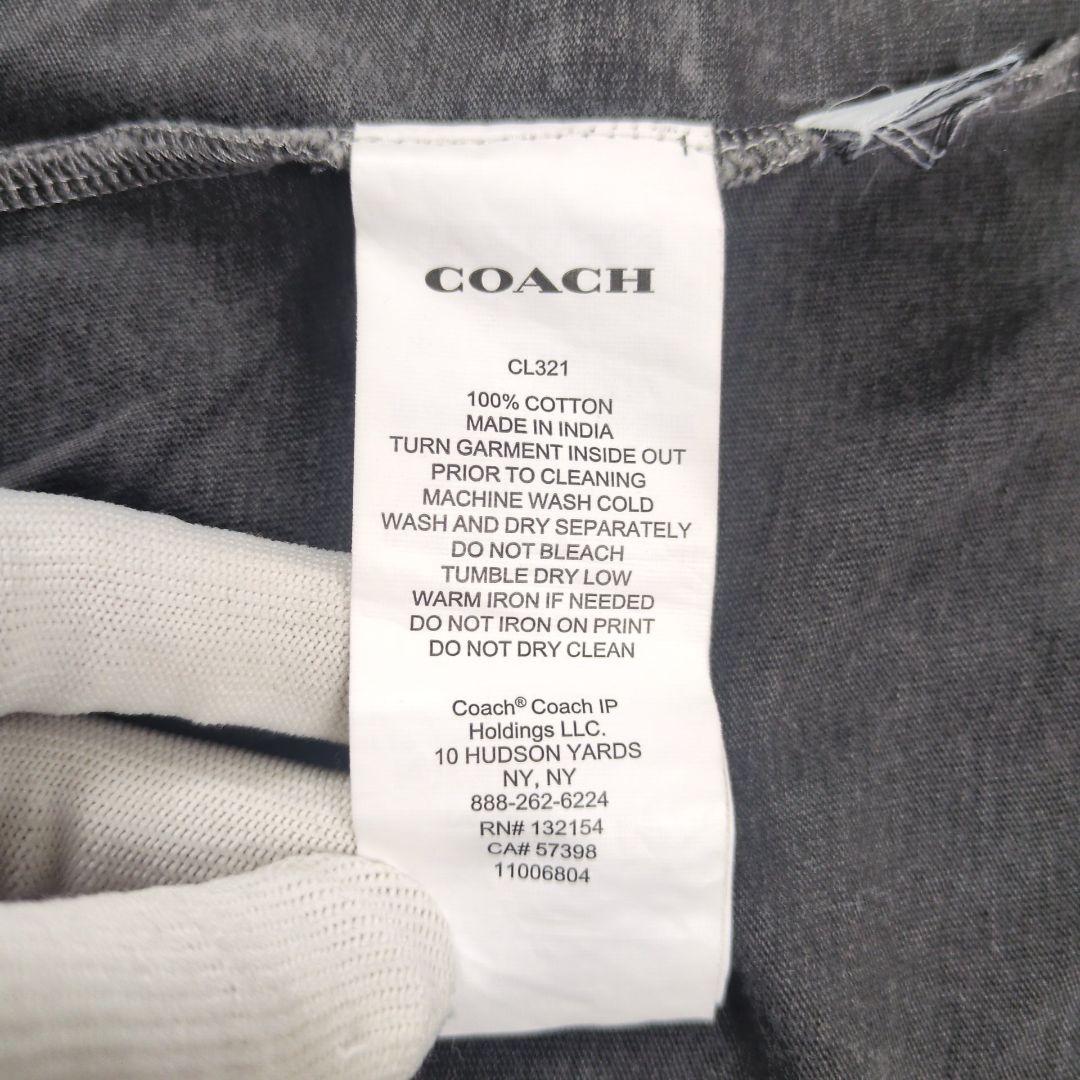 COACH
CL321
100% COTTON
MADE IN INDIA
TURN GARMENT INSIDE OUT
PRIOR TO CLEANING
MACHINE WASH COLD
WASH AND DRY SEPARATELY
DO NOT BLEACH
TUMBLE DRY LOW
WARM IRON IF NEEDED
DO NOT IRON ON PRINT
DO NOT DRY CLEAN
Coach® Coach IP
Holdings LLC.
10 HUDSON YARDS
NY, NY
888-262-6224
RN# 132154
CA# 57398
11006804